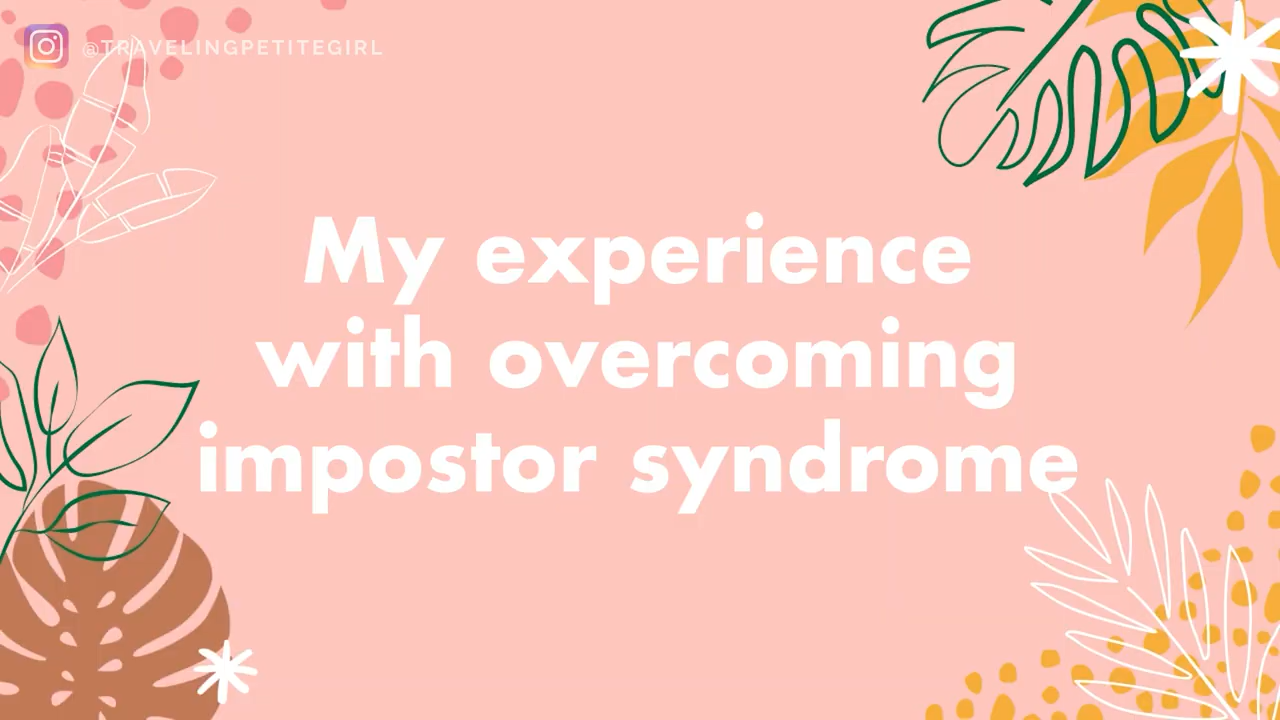 @TRAVELINGPETITEGIRL
My experience
with overcoming
impostor syndrome